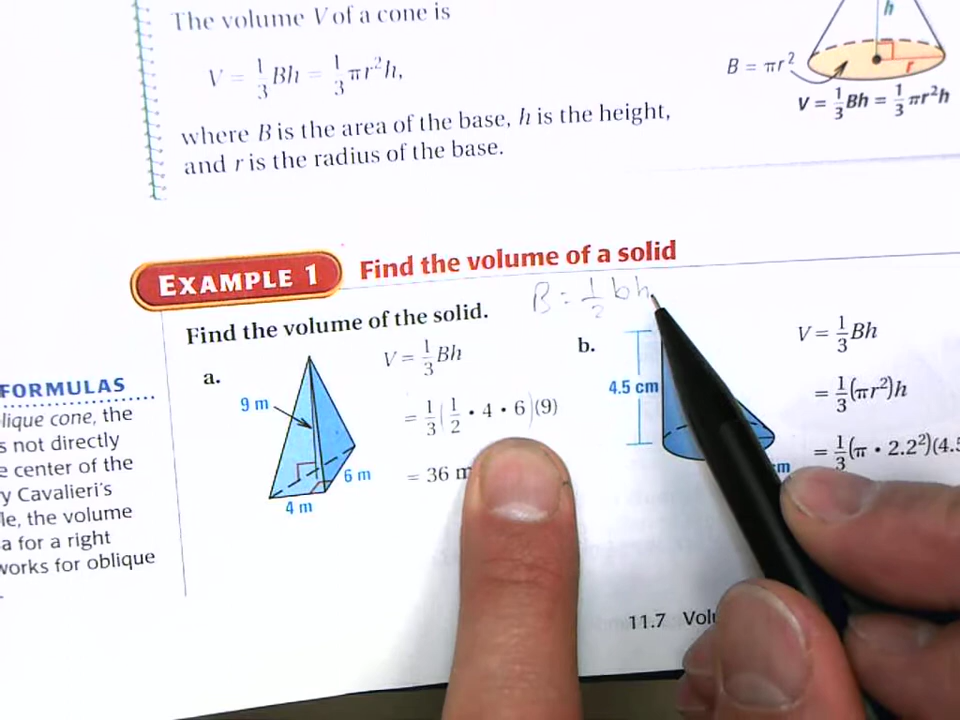 The volume V of a cone is
V = 1/3 Bh = 1/3 πr²h,
where B is the area of the base, h is the height,
and r is the radius of the base.
h
r
B = πr²
V = 1/3 Bh = 1/3 πr²h
EXAMPLE 1 Find the volume of a solid
B = 1/2 bh
Find the volume of the solid.
a.
9 m
6 m
4 m
V = 1/3 Bh
= 1/3 (1/2 • 4 • 6)(9)
= 36 m
b.
4.5 cm
cm
V = 1/3 Bh
= 1/3 (πr²)h
= 1/3 (π • 2.2²)(4.5
FORMULAS
lique cone, the
s not directly
e center of the
y Cavalieri's
le, the volume
a for a right
works for oblique
11.7 Volu